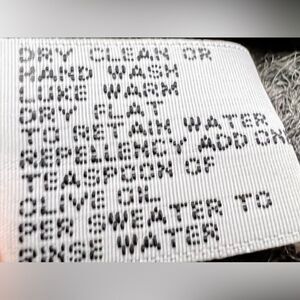 DRY CLEAN OR
HAND WASH
LUKE WARM
DRY FLAT
TO RETAIN WATER
REPELLENCY ADD ON
TEASPOON OF
OLIVE OIL
PER SWEATER TO
RINSE WATER